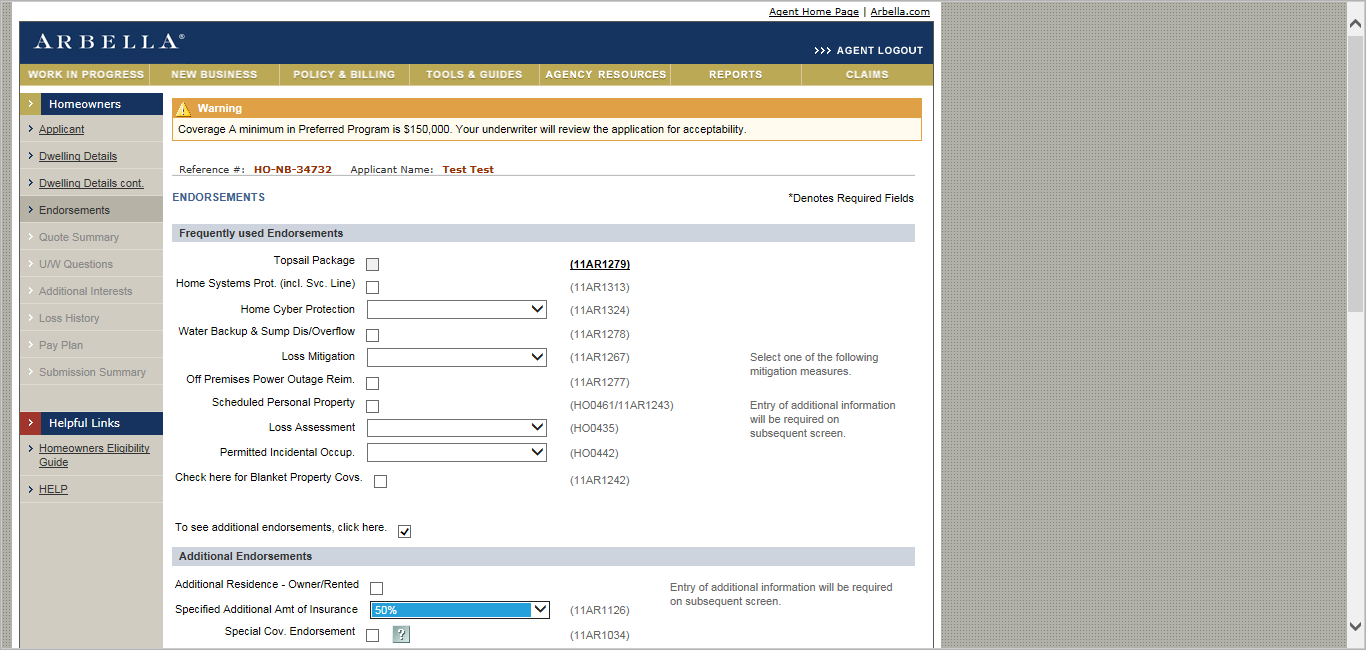 Agent Home Page | Arbella.com
ARBELLA®
>>> AGENT LOGOUT
WORK IN PROGRESS NEW BUSINESS POLICY & BILLING TOOLS & GUIDES AGENCY RESOURCES REPORTS CLAIMS
Homeowners
Applicant
Dwelling Details
Dwelling Details cont.
Endorsements
Quote Summary
U/W Questions
Additional Interests
Loss History
Pay Plan
Submission Summary
Helpful Links
Homeowners Eligibility
Guide
HELP
Warning
Coverage A minimum in Preferred Program is $150,000. Your underwriter will review the application for acceptability.
Reference #: HO-NB-34732 Applicant Name: Test Test
ENDORSEMENTS
*Denotes Required Fields
Frequently used Endorsements
Topsail Package (11AR1279)
Home Systems Prot. (incl. Svc. Line) (11AR1313)
Home Cyber Protection (11AR1324)
Water Backup & Sump Dis/Overflow (11AR1278)
Loss Mitigation (11AR1267) Select one of the following
mitigation measures.
Off Premises Power Outage Reim. (11AR1277)
Scheduled Personal Property (HO0461/11AR1243) Entry of additional information
will be required on
subsequent screen.
Loss Assessment (HO0435)
Permitted Incidental Occup. (HO0442)
Check here for Blanket Property Covs. (11AR1242)
To see additional endorsements, click here.
Additional Endorsements
Additional Residence - Owner/Rented Entry of additional information will be required
on subsequent screen.
Specified Additional Amt of Insurance 50% (11AR1126)
Special Cov. Endorsement ? (11AR1034)